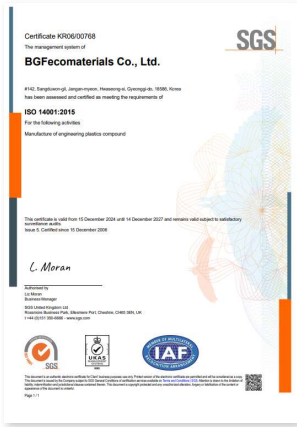 Certificate KR06/00768
SGS
The management system of
BGFecomaterials Co., Ltd.
#142, Sangduwon-gil, Jangan-myeon, Hwaseong-si, Gyeonggi-do, 18586, Korea
has been assessed and certified as meeting the requirements of
ISO 14001:2015
For the following activities
Manufacture of engineering plastics compound
This certificate is valid from 15 December 2024 until 14 December 2027 and remains valid subject to satisfactory
surveillance audits.
Issue 5. Certified since 15 December 2006
L. Moran
Authorised by
Liz Moran
Business Manager
SGS United Kingdom Ltd
Rossmore Business Park, Ellesmere Port, Cheshire, CH65 3EN, UK
t +44 (0)151 350-6666 - www.sgs.com
SGS
UKAS
MANAGEMENT
SYSTEMS
IAF
Page 1 / 1